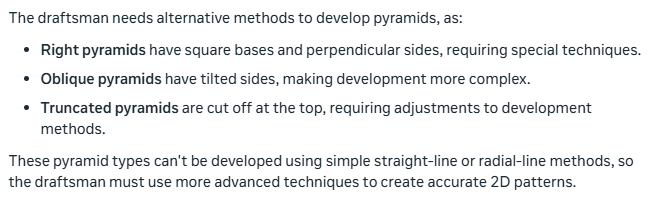 The draftsman needs alternative methods to develop pyramids, as:
• Right pyramids have square bases and perpendicular sides, requiring special techniques.
• Oblique pyramids have tilted sides, making development more complex.
• Truncated pyramids are cut off at the top, requiring adjustments to development
methods.
These pyramid types can't be developed using simple straight-line or radial-line methods, so
the draftsman must use more advanced techniques to create accurate 2D patterns.